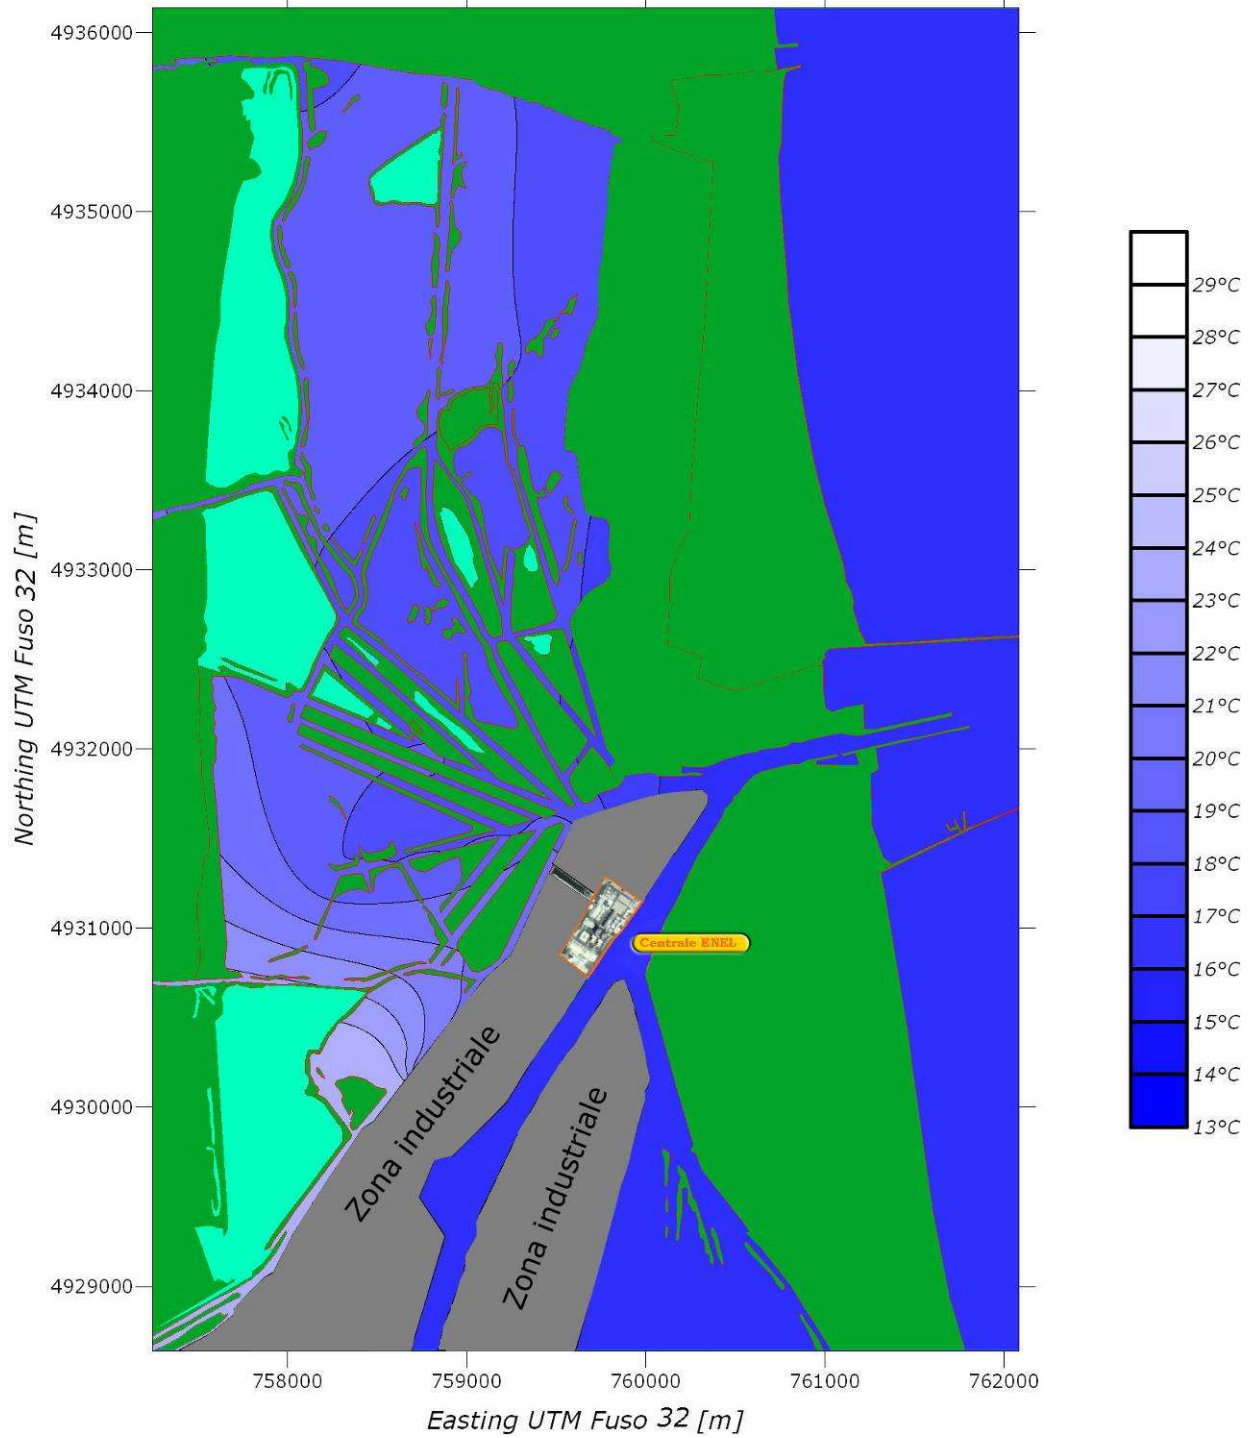 4936000
4935000
4934000
4933000
4932000
4931000
4930000
4929000
Northing UTM Fuso 32 [m]
758000
759000
760000
761000
762000
Easting UTM Fuso 32 [m]
Centrale ENEL
Zona industriale
Zona industriale
29°C
28°C
27°C
26°C
25°C
24°C
23°C
22°C
21°C
20°C
19°C
18°C
17°C
16°C
15°C
14°C
13°C